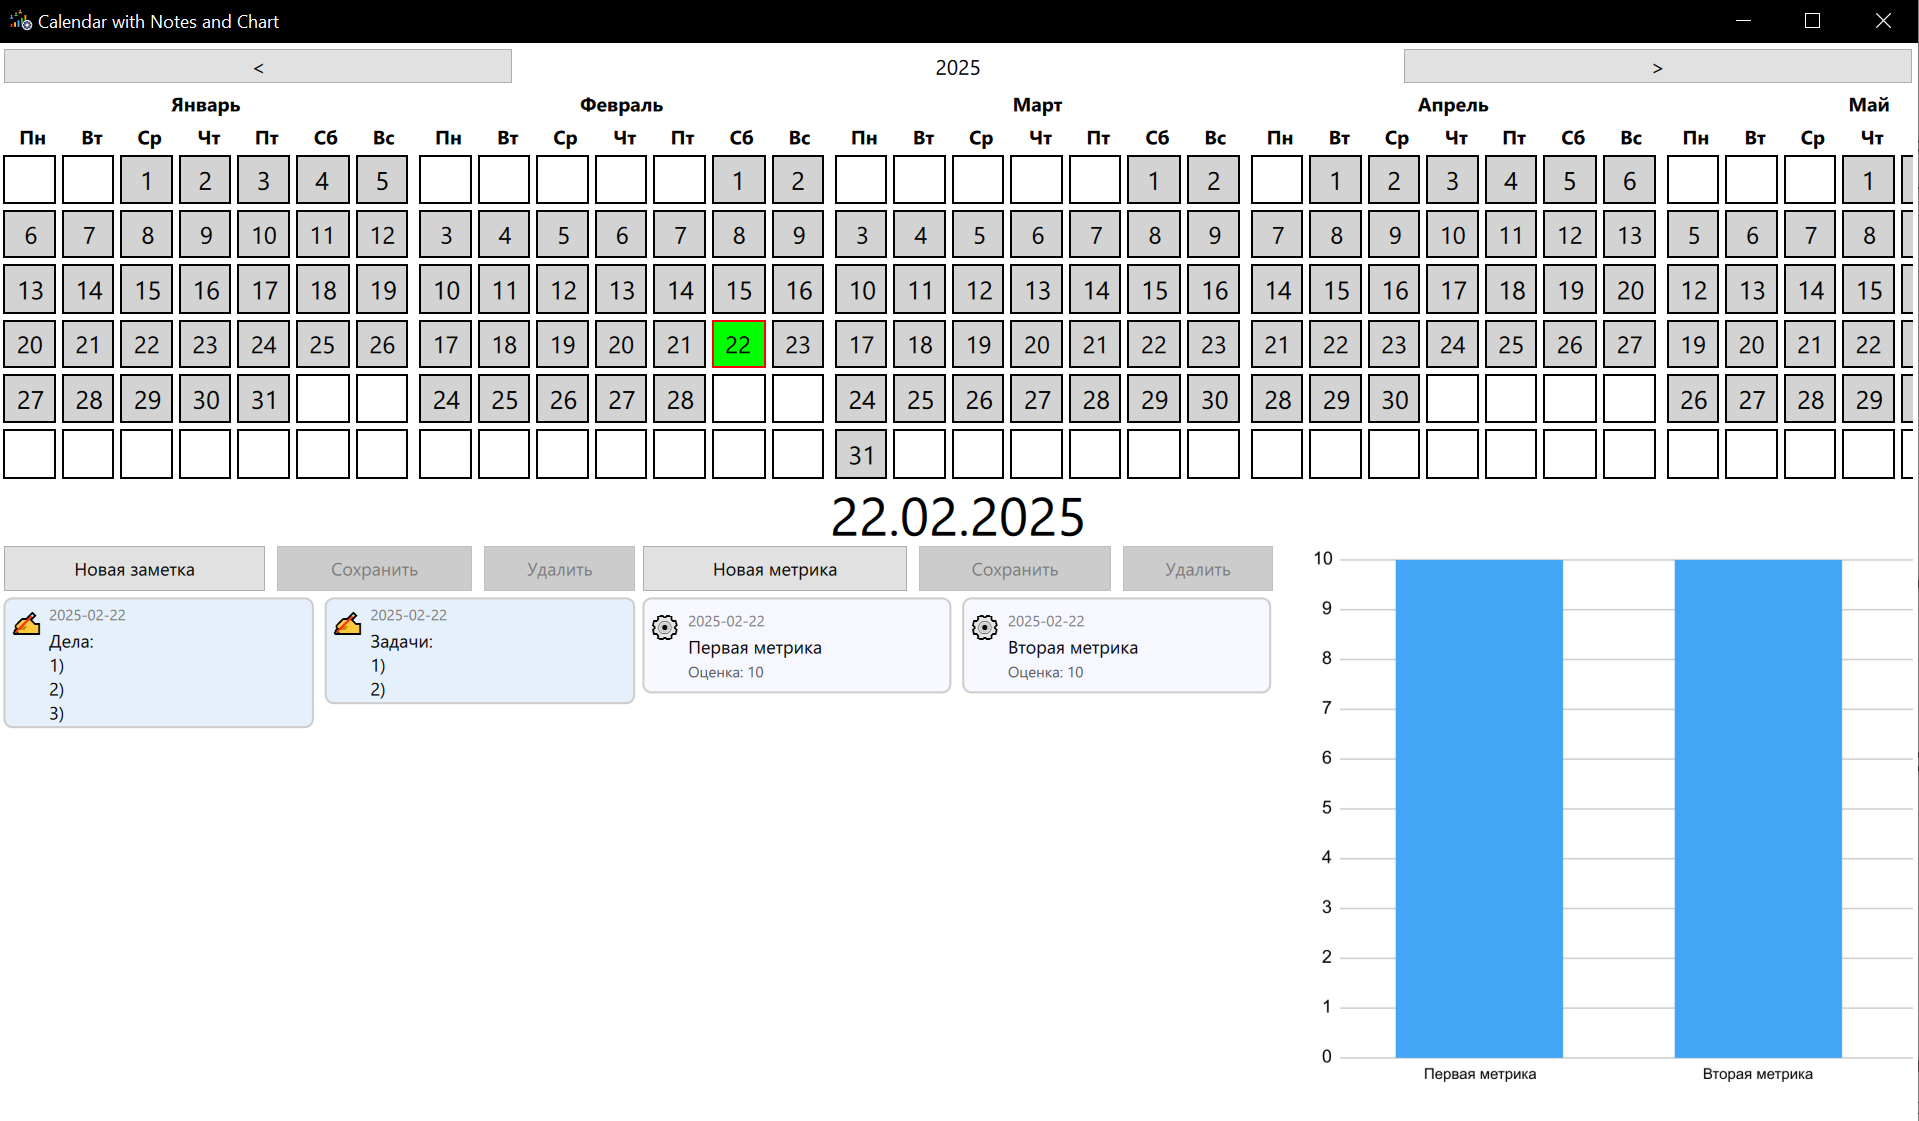 Calendar with Notes and Chart
< 2025 >
Январь Февраль Март Апрель Май
Пн Вт Ср Чт Пт Сб Вс Пн Вт Ср Чт Пт Сб Вс Пн Вт Ср Чт Пт Сб Вс Пн Вт Ср Чт Пт Сб Вс Пн Вт Ср Чт
1 2 3 4 5 1 2 1 2 1 2 3 4 5 6 1
6 7 8 9 10 11 12 3 4 5 6 7 8 9 3 4 5 6 7 8 9 7 8 9 10 11 12 13 5 6 7 8
13 14 15 16 17 18 19 10 11 12 13 14 15 16 10 11 12 13 14 15 16 14 15 16 17 18 19 20 12 13 14 15
20 21 22 23 24 25 26 17 18 19 20 21 22 23 17 18 19 20 21 22 23 21 22 23 24 25 26 27 19 20 21 22
27 28 29 30 31 24 25 26 27 28 24 25 26 27 28 29 30 28 29 30 26 27 28 29
31
22.02.2025
Новая заметка Сохранить Удалить Новая метрика Сохранить Удалить
2025-02-22
Дела:
1)
2)
3)
2025-02-22
Задачи:
1)
2)
2025-02-22
Первая метрика
Оценка: 10
2025-02-22
Вторая метрика
Оценка: 10
10
9
8
7
6
5
4
3
2
1
0
Первая метрика Вторая метрика